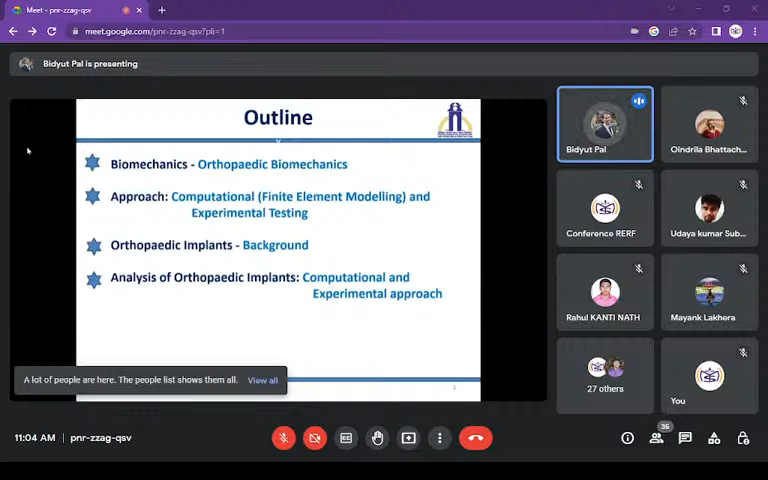 Meet - pnr-zzag-qsv
meet.google.com/pnr-zzag-qsv?pli=1
Bidyut Pal is presenting
Outline
Biomechanics - Orthopaedic Biomechanics
Approach: Computational (Finite Element Modelling) and
Experimental Testing
Orthopaedic Implants - Background
Analysis of Orthopaedic Implants: Computational and
Experimental approach
A lot of people are here. The people list shows them all. View all
Bidyut Pal
Oindrila Bhattach...
Conference RERF
Udaya kumar Sub...
Rahul KANTI NATH
Mayank Lakhera
27 others
You
11:04 AM | pnr-zzag-qsv
35